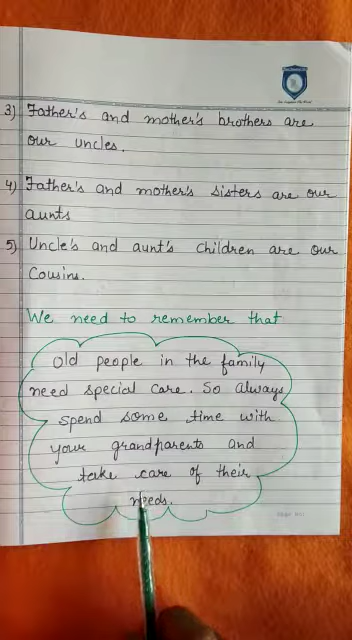 3) Father's and mother's brothers are
our uncles.
4) Father's and mother's sisters are our
aunts
5) Uncle's and aunt's children are our
Cousins.
We need to remember that
Old people in the family
need special care. So always
spend some time with
your grandparents and
take care of their
needs.